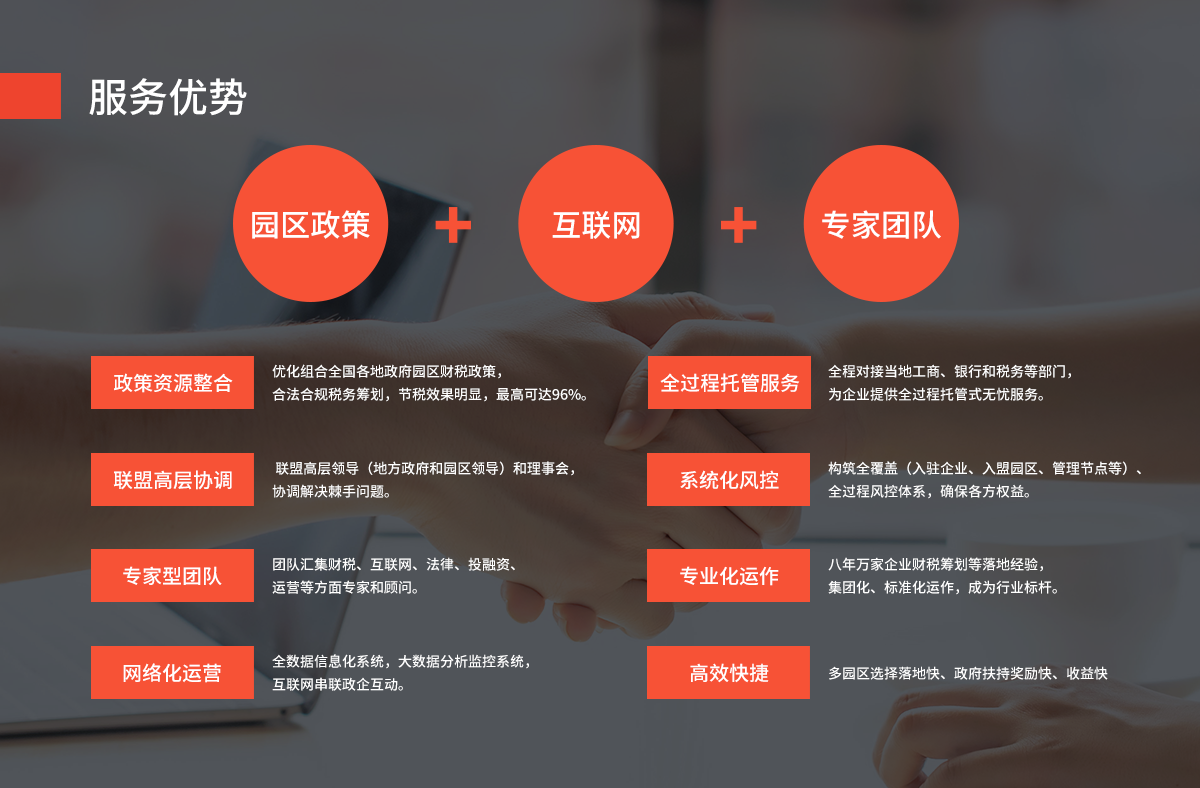 服务优势
园区政策 + 互联网 + 专家团队
政策资源整合
优化组合全国各地政府园区财税政策，
合法合规税务筹划，节税效果明显，最高可达96%。
全过程托管服务
全程对接当地工商、银行和税务等部门，
为企业提供全过程托管式无忧服务。
联盟高层协调
联盟高层领导（地方政府和园区领导）和理事会，
协调解决棘手问题。
系统化风控
构筑全覆盖（入驻企业、入盟园区、管理节点等）、
全过程风控体系，确保各方权益。
专家型团队
团队汇集财税、互联网、法律、投融资、
运营等方面专家和顾问。
专业化运作
八年万家企业财税筹划等落地经验，
集团化、标准化运作，成为行业标杆。
网络化运营
全数据信息化系统，大数据分析监控系统，
互联网串联政企互动。
高效快捷
多园区选择落地快、政府扶持奖励快、收益快